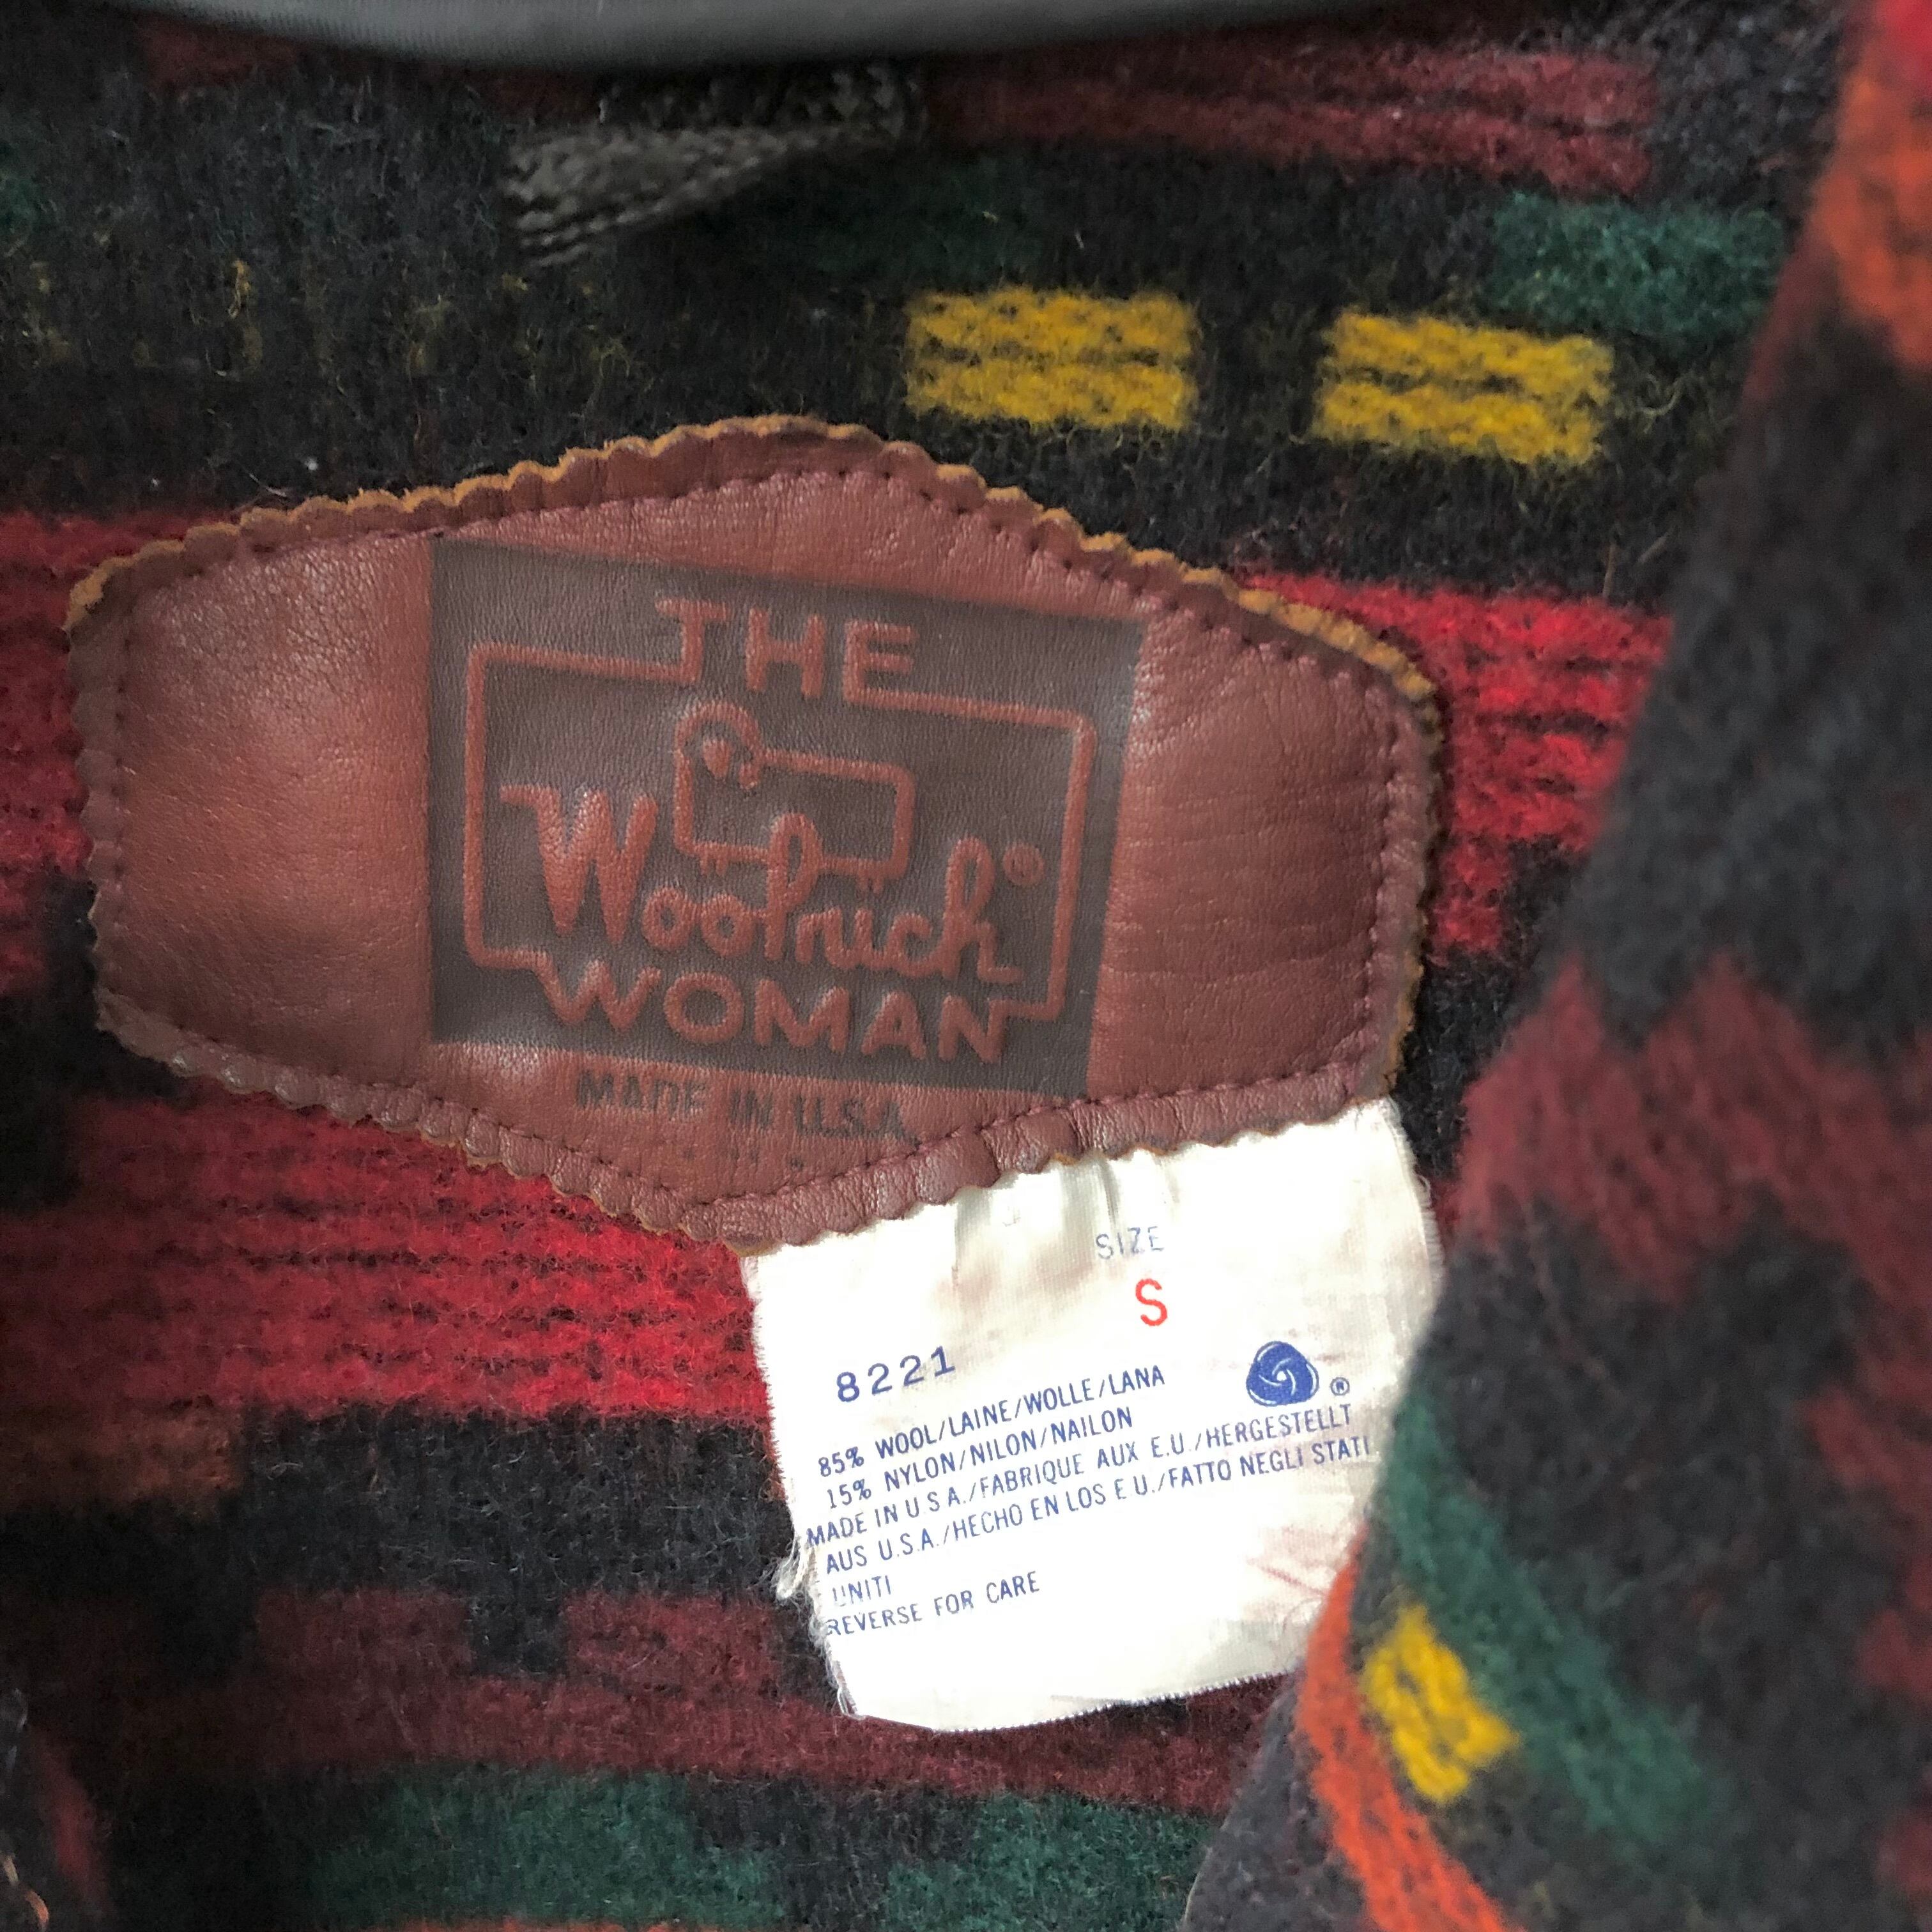 THE
Woolrich®
WOMAN
MADE IN U.S.A.
SIZE
S
8221
85% WOOL/LAINE/WOLLE/LANA
®
15% NYLON/NILON/NAILON
MADE IN U S A./FABRIQUE AUX E.U./HERGESTELLT
AUS U.S.A./HECHO EN LOS E U./FATTO NEGLI STATI
UNITI
REVERSE FOR CARE